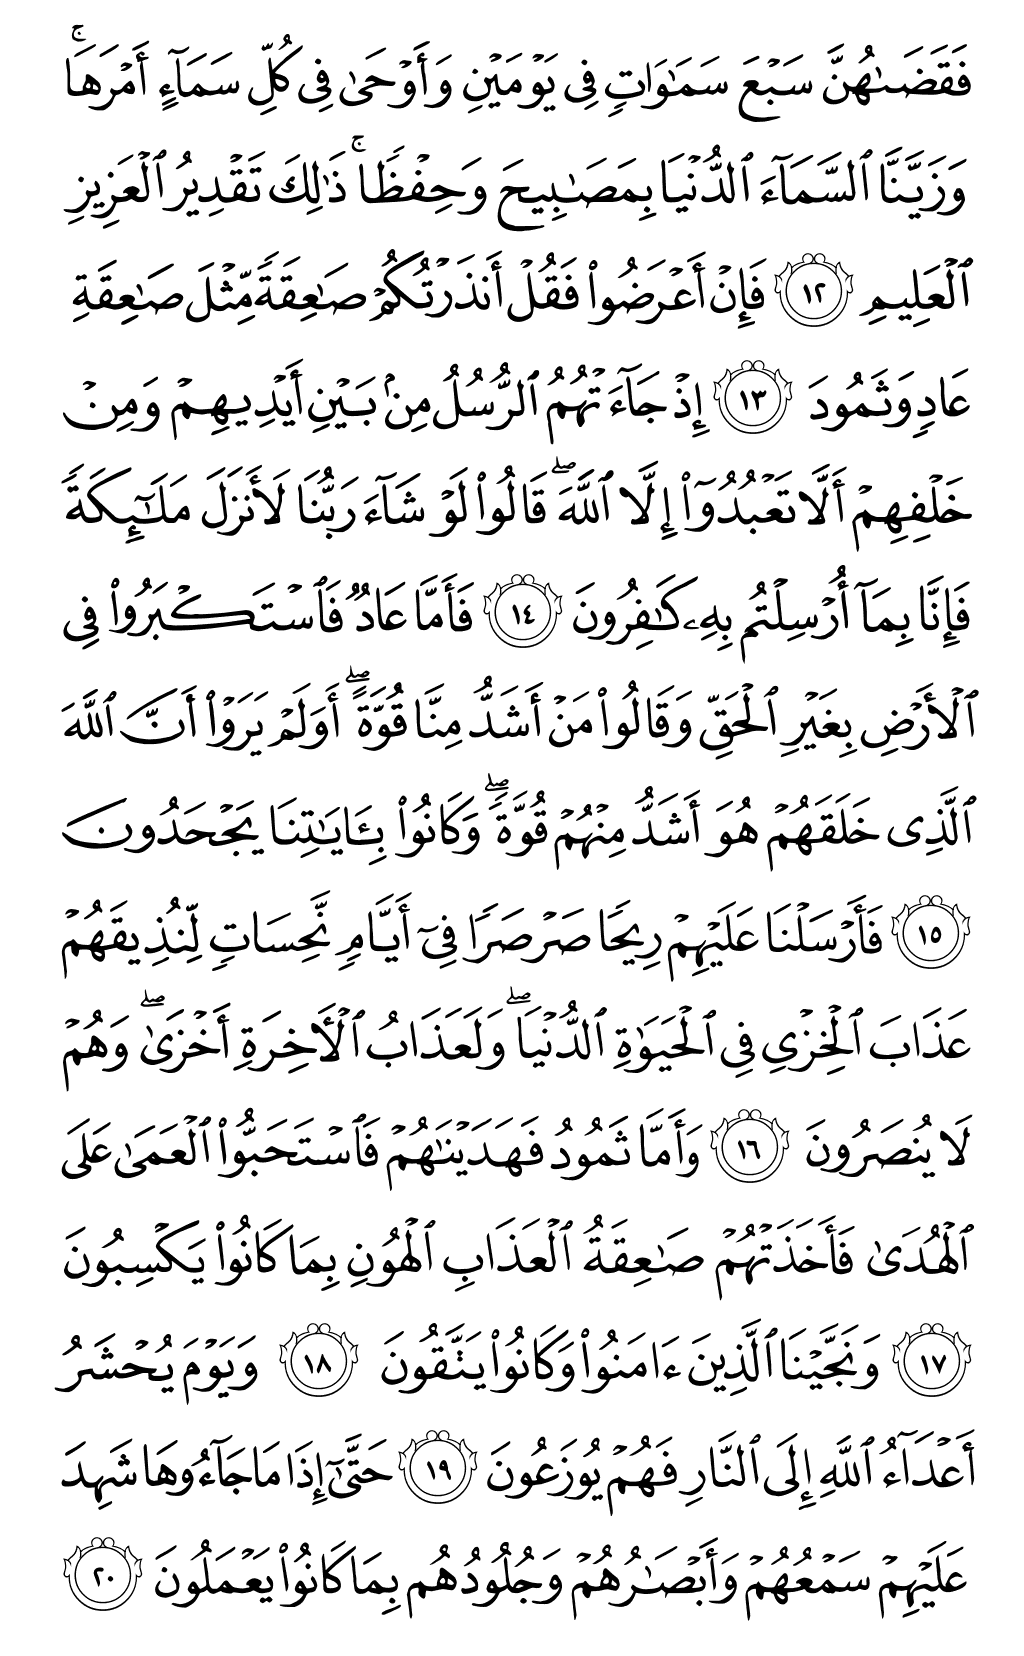 فَقَضَىٰهُنَّ سَبْعَ سَمَٰوَاتٍ فِى يَوْمَيْنِ وَأَوْحَىٰ فِى كُلِّ سَمَآءٍ أَمْرَهَا ۚ
وَزَيَّنَّا ٱلسَّمَآءَ ٱلدُّنْيَا بِمَصَٰبِيحَ وَحِفْظًا ۚ ذَٰلِكَ تَقْدِيرُ ٱلْعَزِيزِ
ٱلْعَلِيمِ ١٢ فَإِنْ أَعْرَضُوا۟ فَقُلْ أَنذَرْتُكُمْ صَٰعِقَةً مِّثْلَ صَٰعِقَةِ
عَادٍ وَثَمُودَ ١٣ إِذْ جَآءَتْهُمُ ٱلرُّسُلُ مِنۢ بَيْنِ أَيْدِيهِمْ وَمِنْ
خَلْفِهِمْ أَلَّا تَعْبُدُوٓا۟ إِلَّا ٱللَّهَ ۖ قَالُوا۟ لَوْ شَآءَ رَبُّنَا لَأَنزَلَ مَلَٰٓئِكَةً
فَإِنَّا بِمَآ أُرْسِلْتُم بِهِۦ كَٰفِرُونَ ١٤ فَأَمَّا عَادٌ فَٱسْتَكْبَرُوا۟ فِى
ٱلْأَرْضِ بِغَيْرِ ٱلْحَقِّ وَقَالُوا۟ مَنْ أَشَدُّ مِنَّا قُوَّةً ۖ أَوَلَمْ يَرَوْا۟ أَنَّ ٱللَّهَ
ٱلَّذِى خَلَقَهُمْ هُوَ أَشَدُّ مِنْهُمْ قُوَّةً ۖ وَكَانُوا۟ بِـَٔايَٰتِنَا يَجْحَدُونَ
١٥ فَأَرْسَلْنَا عَلَيْهِمْ رِيحًا صَرْصَرًا فِىٓ أَيَّامٍ نَّحِسَاتٍ لِّنُذِيقَهُمْ
عَذَابَ ٱلْخِزْىِ فِى ٱلْحَيَوٰةِ ٱلدُّنْيَا ۖ وَلَعَذَابُ ٱلْـَٔاخِرَةِ أَخْزَىٰ ۖ وَهُمْ
لَا يُنصَرُونَ ١٦ وَأَمَّا ثَمُودُ فَهَدَيْنَٰهُمْ فَٱسْتَحَبُّوا۟ ٱلْعَمَىٰ عَلَى
ٱلْهُدَىٰ فَأَخَذَتْهُمْ صَٰعِقَةُ ٱلْعَذَابِ ٱلْهُونِ بِمَا كَانُوا۟ يَكْسِبُونَ
١٧ وَنَجَّيْنَا ٱلَّذِينَ ءَامَنُوا۟ وَكَانُوا۟ يَتَّقُونَ ١٨ وَيَوْمَ يُحْشَرُ
أَعْدَآءُ ٱللَّهِ إِلَى ٱلنَّارِ فَهُمْ يُوزَعُونَ ١٩ حَتَّىٰٓ إِذَا مَا جَآءُوهَا شَهِدَ
عَلَيْهِمْ سَمْعُهُمْ وَأَبْصَٰرُهُمْ وَجُلُودُهُم بِمَا كَانُوا۟ يَعْمَلُونَ ٢٠